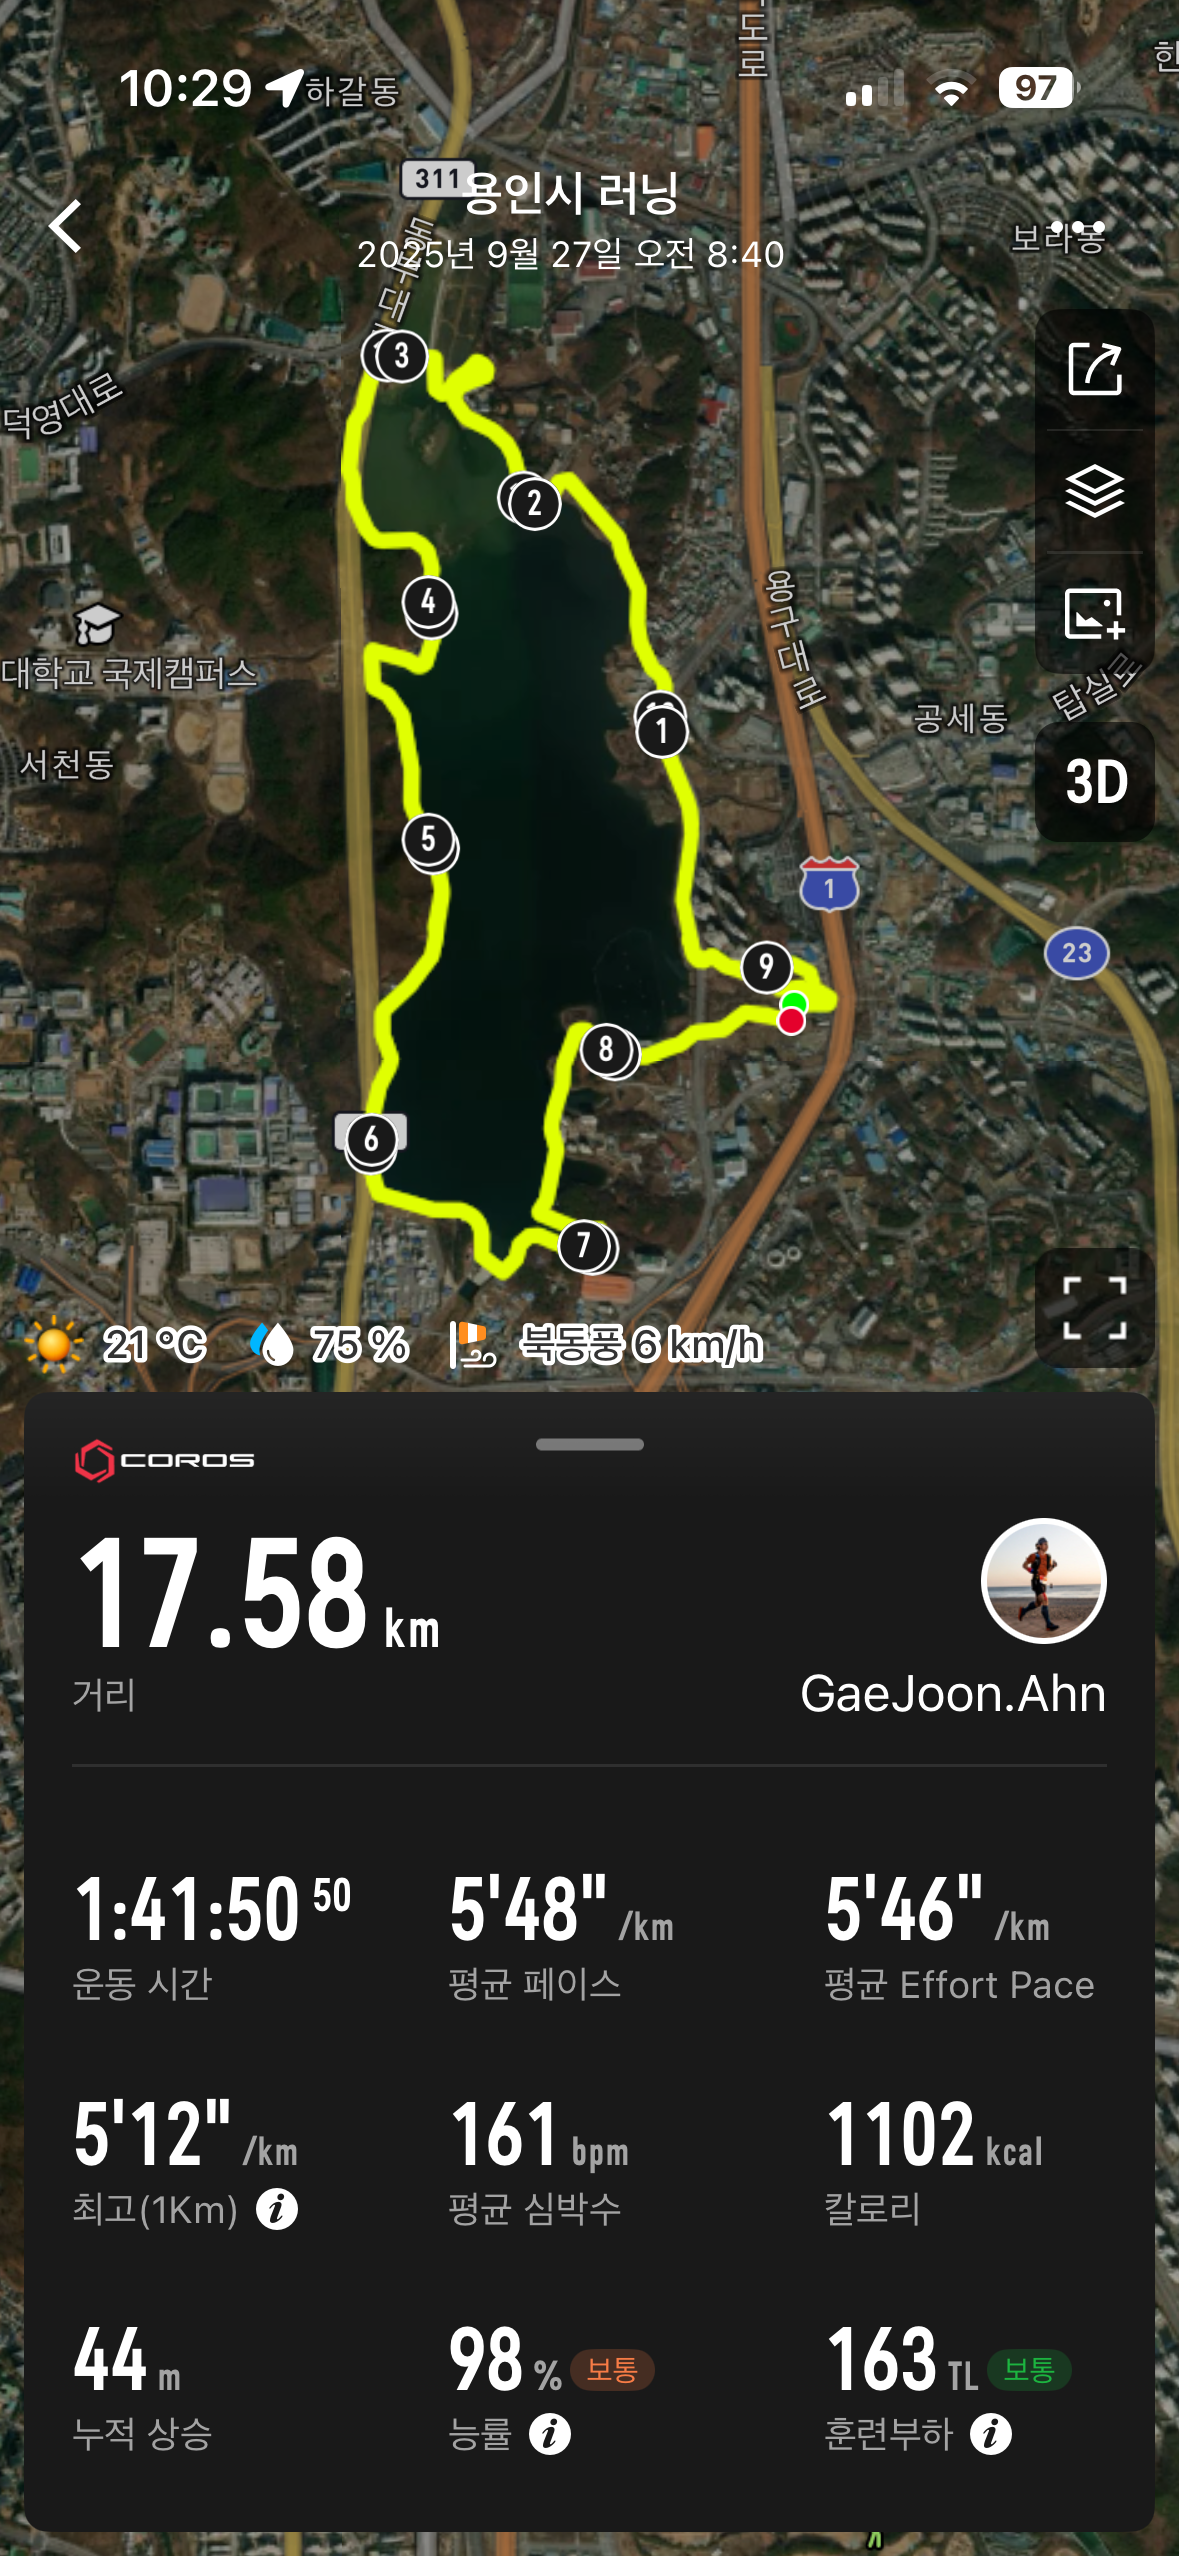 도로
한
10:29
하갈동
97
311
용인시 러닝
2025년 9월 27일 오전 8:40
보라동
덕영대로
3
2
4
대학교 국제캠퍼스
서천동
용구대로
탑실로
공세동
1
3D
5
1
23
9
8
6
7
21 °C
75 %
북동풍 6 km/h
COROS
17.58 km
거리
GaeJoon.Ahn
1:41:50 50
5'48" /km
5'46" /km
운동 시간
평균 페이스
평균 Effort Pace
5'12" /km
161 bpm
1102 kcal
최고(1Km) i
평균 심박수
칼로리
44 m
98 % 보통
163 TL 보통
누적 상승
능률 i
훈련부하 i